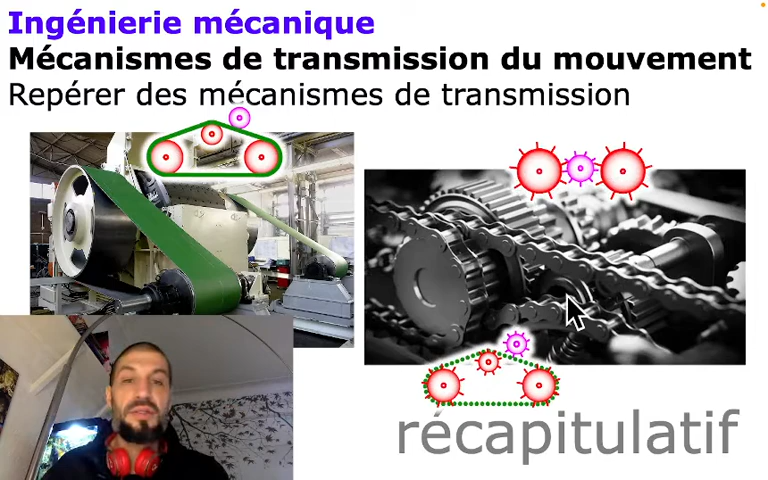 Ingénierie mécanique
Mécanismes de transmission du mouvement
Repérer des mécanismes de transmission
récapitulatif